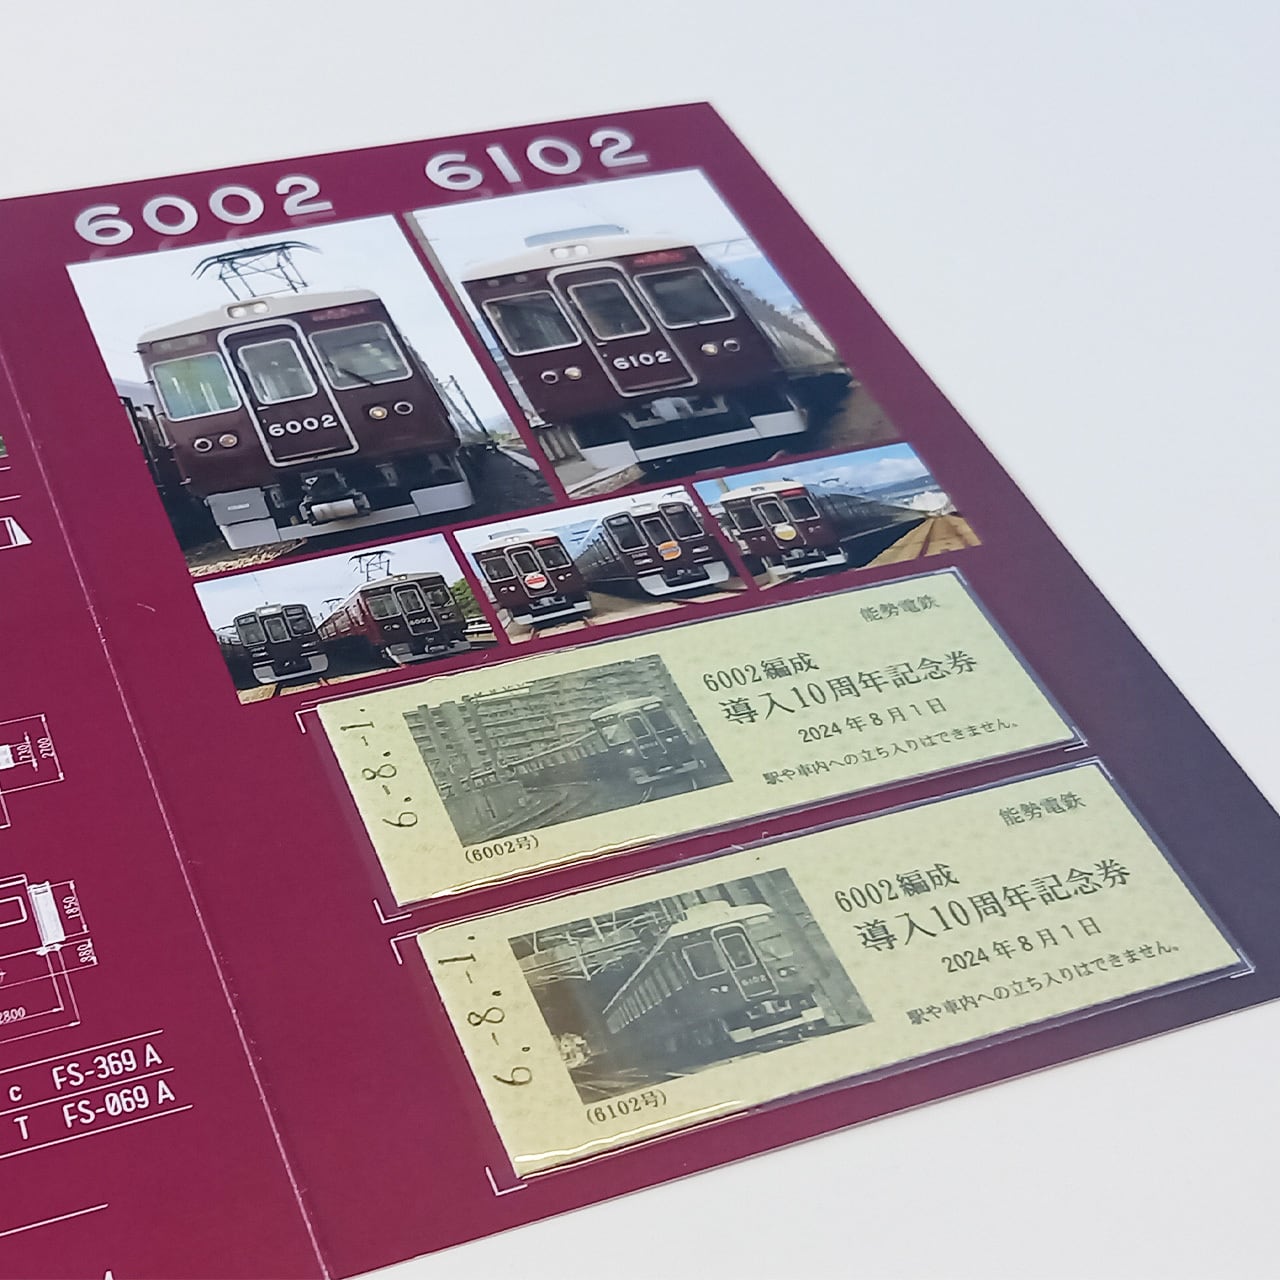 6002 6102
6002
6102
6002
能勢電鉄
6002編成
導入10周年記念券
2024年8月1日
駅や車内への立ち入りはできません。
6.-8.-1.
(6002号)
能勢電鉄
6002編成
導入10周年記念券
2024年8月1日
駅や車内への立ち入りはできません。
6.-8.-1.
6102
(6102号)
2100
1850
880
2800
c FS-369 A
T FS-069 A